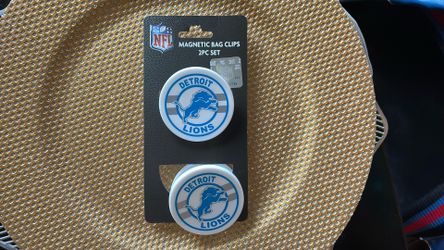 NFL
MAGNETIC BAG CLIPS
2PC SET
DETROIT
LIONS
DETROIT
LIONS